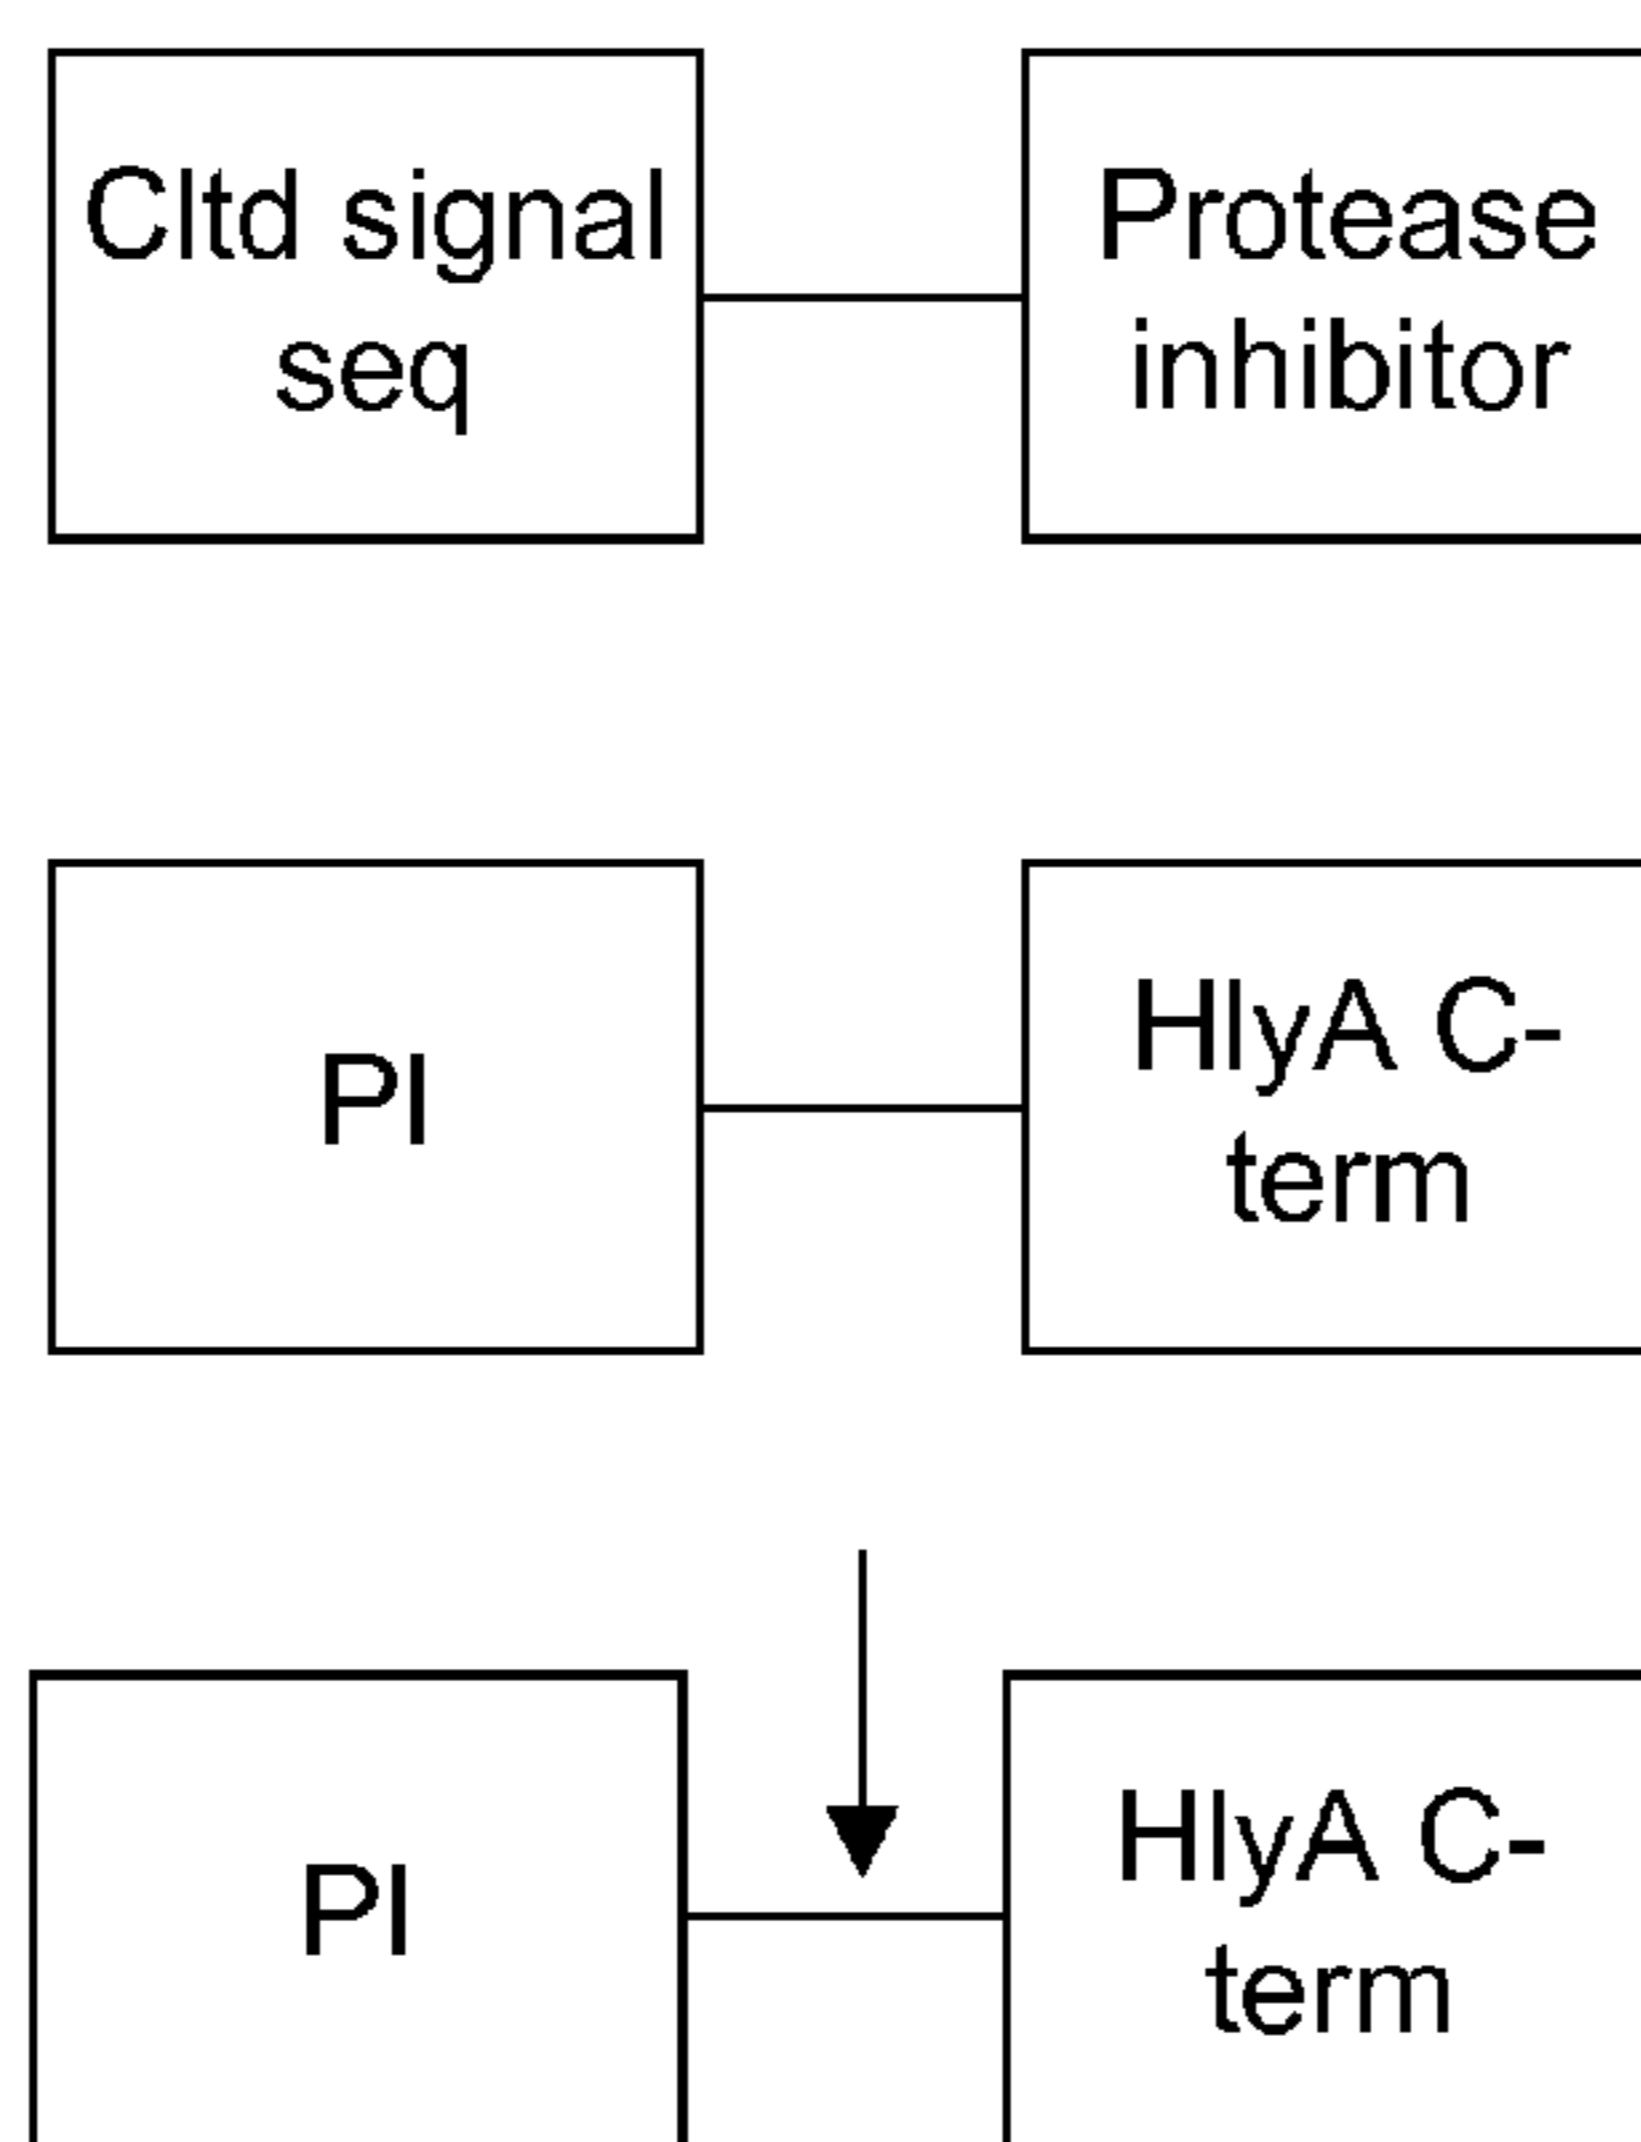 Cltd signal
seq
Protease
inhibitor
PI
HlyA C-
term
PI
HlyA C-
term